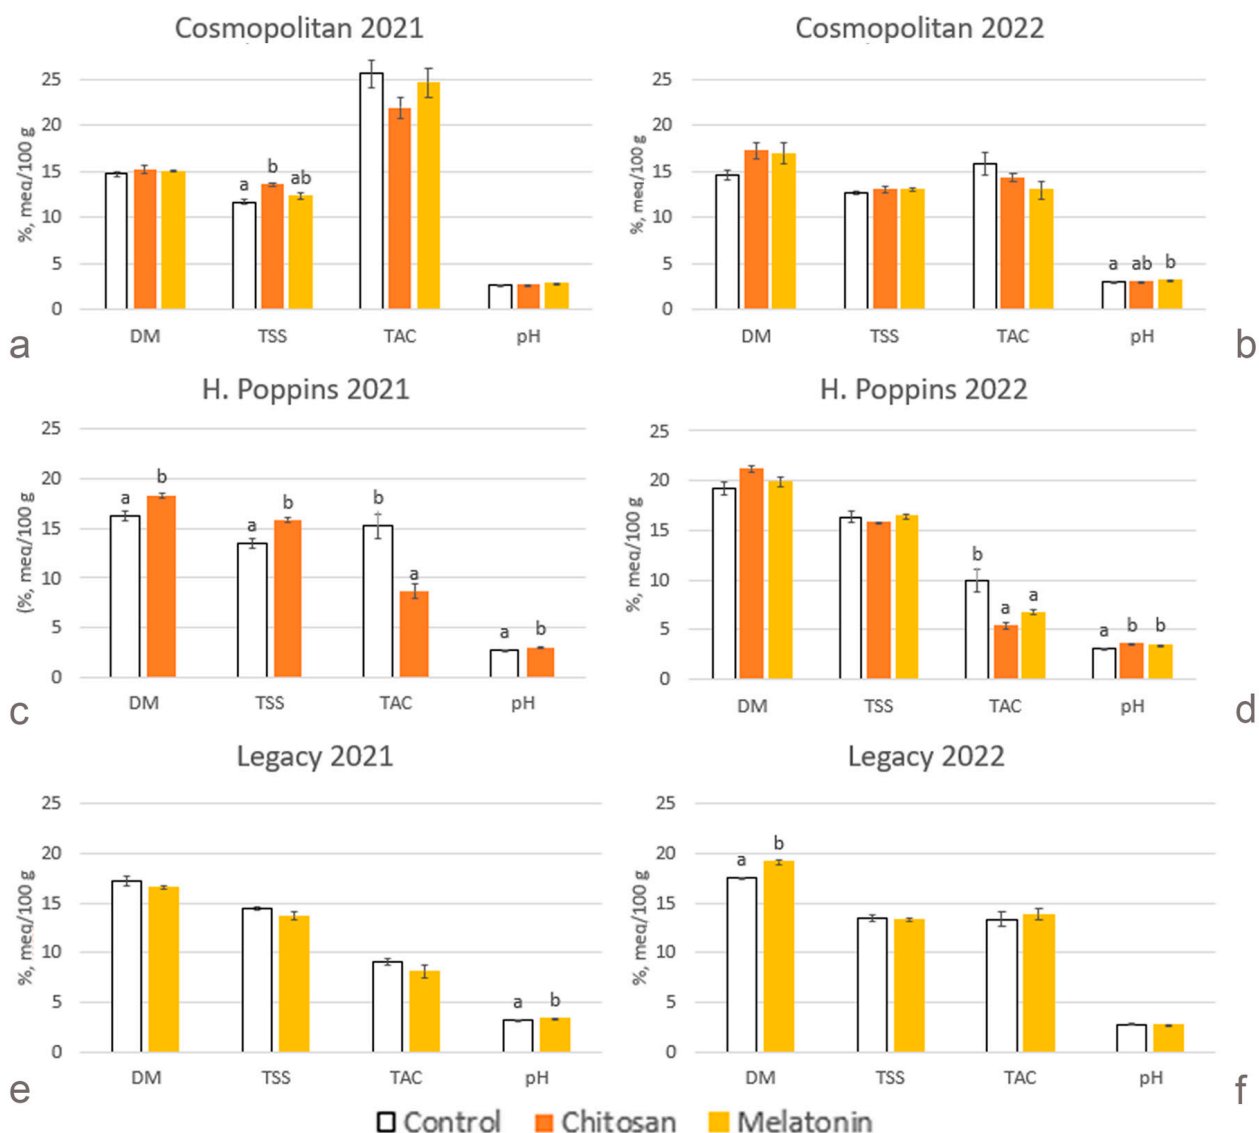 Cosmopolitan 2021
25
20
15
10
5
0
%, meq/100 g
a b ab
DM TSS TAC pH
a
Cosmopolitan 2022
25
20
15
10
5
0
%, meq/100 g
a ab b
DM TSS TAC pH
b
H. Poppins 2021
25
20
15
10
5
0
(%, meq/100 g
a b a b b a a b
DM TSS TAC pH
c
H. Poppins 2022
25
20
15
10
5
0
%, meq/100 g
b a a a b b
DM TSS TAC pH
d
Legacy 2021
25
20
15
10
5
0
%, meq/100 g
a b
DM TSS TAC pH
e
Legacy 2022
25
20
15
10
5
0
%, meq/100 g
a b
DM TSS TAC pH
f
Control Chitosan Melatonin